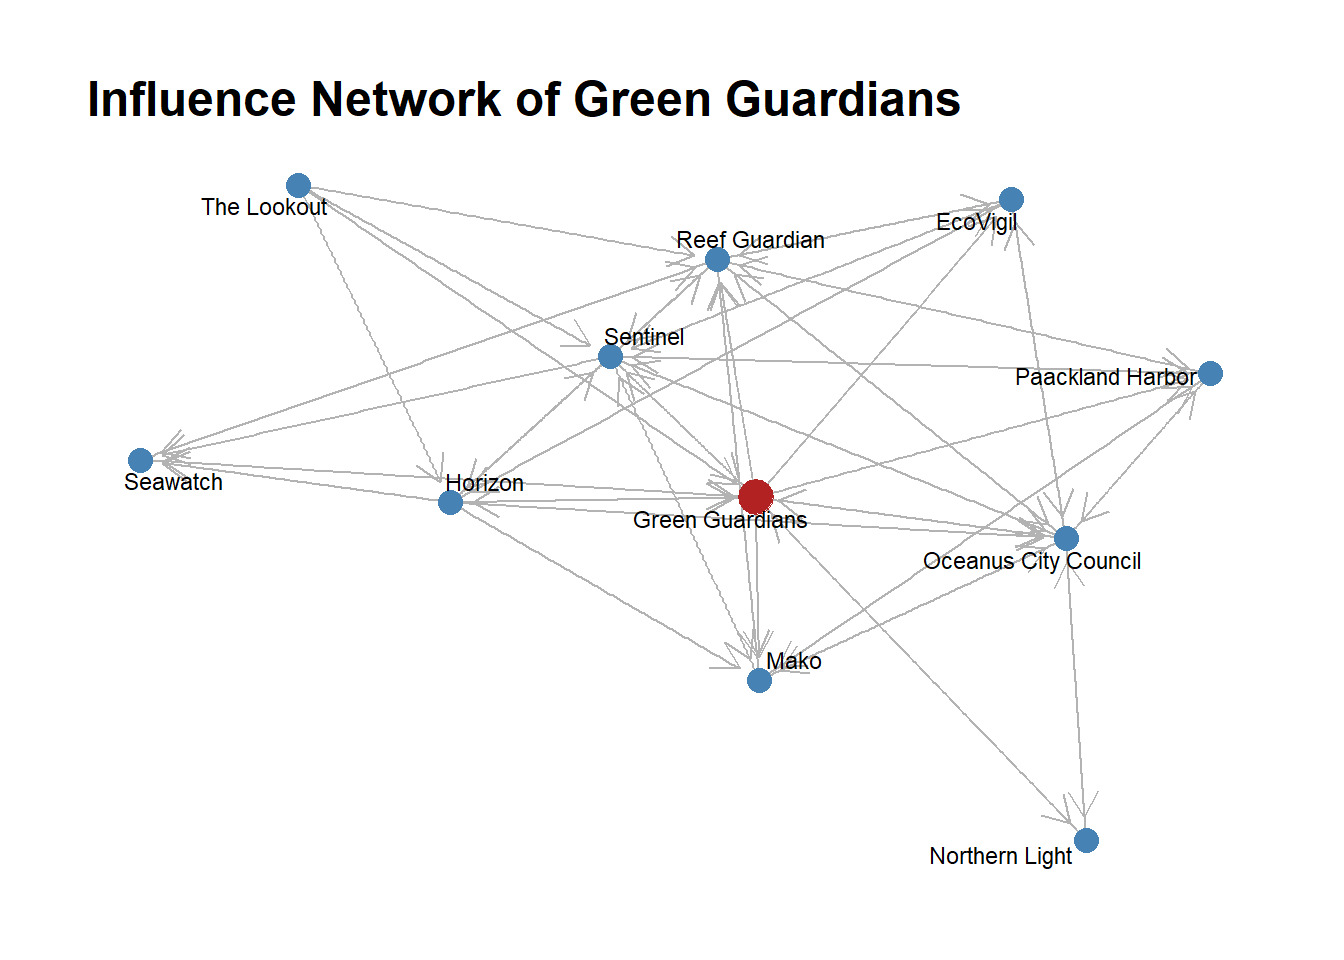 Influence Network of Green Guardians
The Lookout
EcoVigil
Reef Guardian
Sentinel
Paackland Harbor
Seawatch
Horizon
Green Guardians
Oceanus City Council
Mako
Northern Light